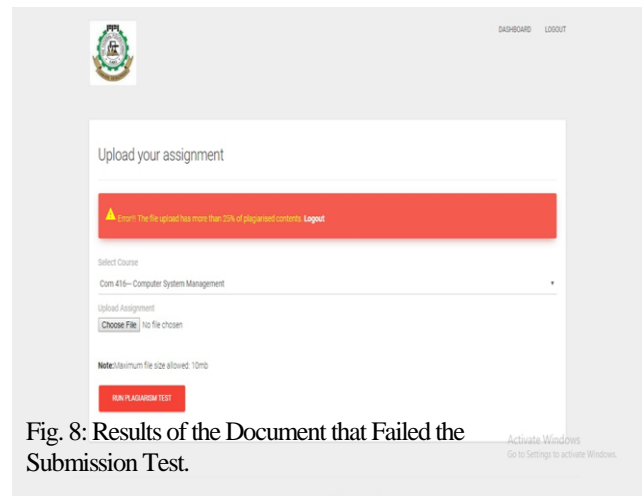 DASHBOARD LOGOUT
Upload your assignment
Error!! The file upload has more than 25% of plagiarised contents. Logout
Select Course
Com 416-- Computer System Management
Upload Assignment
Choose File No file chosen
Note:Maximum file size allowed: 10mb
RUN PLAGIARISM TEST
Fig. 8: Results of the Document that Failed the
Submission Test.
Activate Windows
Go to Settings to activate Windows.